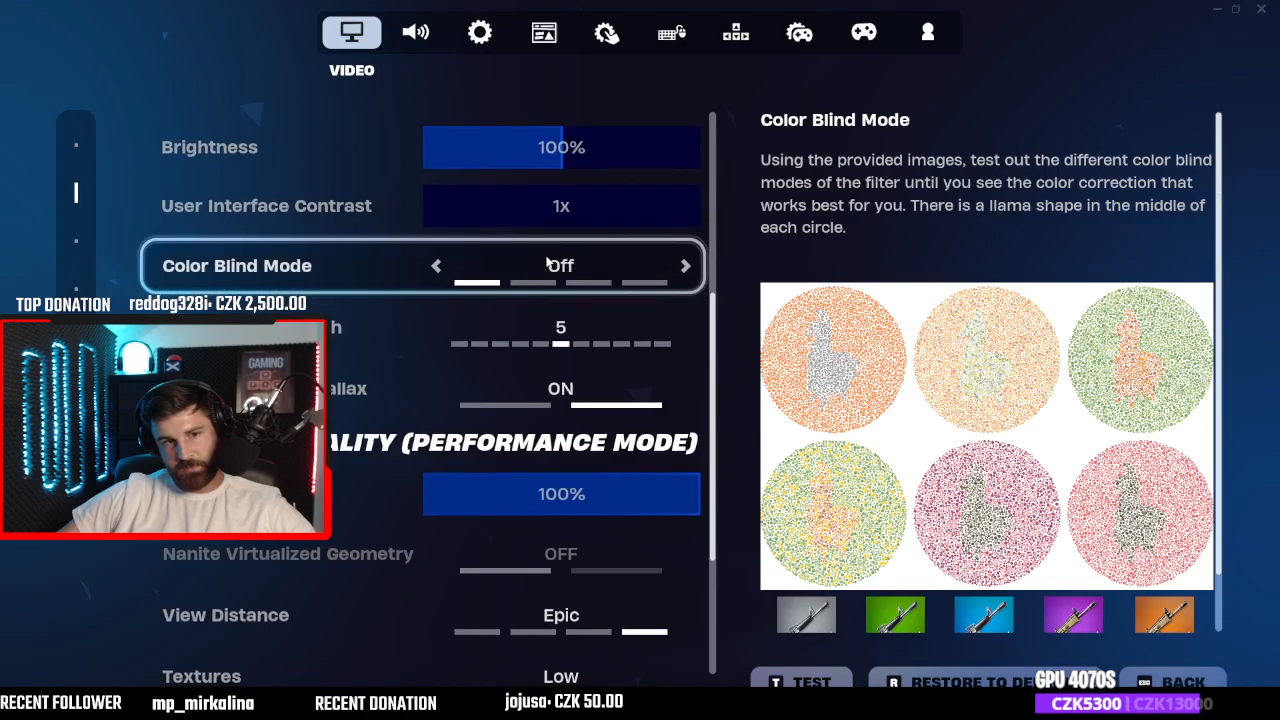 VIDEO
Brightness
100%
User Interface Contrast
1x
Color Blind Mode
Off
h
5
allax
ON
ALITY (PERFORMANCE MODE)
100%
Nanite Virtualized Geometry
OFF
View Distance
Epic
Textures
Low
Color Blind Mode
Using the provided images, test out the different color blind
modes of the filter until you see the color correction that
works best for you. There is a llama shape in the middle of
each circle.
T TEST
R RESTORE TO DE
ESC BACK
TOP DONATION reddog328i: CZK 2,500.00
GAMING
GPU 4070S
CZK5300 | CZK13000
RECENT FOLLOWER mp_mirkalina RECENT DONATION jojusa: CZK 50.00